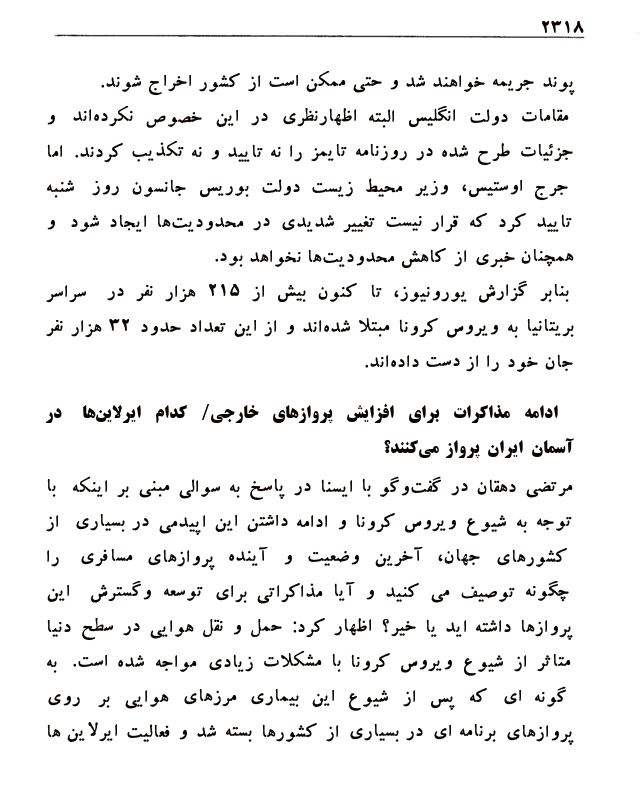 ۲۳۱۸
پوند جریمه خواهند شد و حتی ممکن است از کشور اخراج شوند.
مقامات دولت انگلیس البته اظهارنظری در این خصوص نکرده‌اند و
جزئیات طرح شده در روزنامه تایمز را نه تایید و نه تکذیب کردند. اما
جرج اوستیس، وزیر محیط زیست دولت بوریس جانسون روز شنبه
تایید کرد که قرار نیست تغییر شدیدی در محدودیت‌ها ایجاد شود و
همچنان خبری از کاهش محدودیت‌ها نخواهد بود.
بنابر گزارش یورونیوز، تا کنون بیش از ۲۱۵ هزار نفر در سراسر
بریتانیا به ویروس کرونا مبتلا شده‌اند و از این تعداد حدود ۳۲ هزار نفر
جان خود را از دست داده‌اند.
ادامه مذاکرات برای افزایش پروازهای خارجی/ کدام ایرلاین‌ها در
آسمان ایران پرواز می‌کنند؟
مرتضی دهقان در گفت‌وگو با ایسنا در پاسخ به سوالی مبنی بر اینکه با
توجه به شیوع ویروس کرونا و ادامه داشتن این اپیدمی در بسیاری از
کشورهای جهان، آخرین وضعیت و آینده پروازهای مسافری را
چگونه توصیف می کنید و آیا مذاکراتی برای توسعه وگسترش این
پروازها داشته اید یا خیر؟ اظهار کرد: حمل و نقل هوایی در سطح دنیا
متاثر از شیوع ویروس کرونا با مشکلات زیادی مواجه شده است. به
گونه ای که پس از شیوع این بیماری مرزهای هوایی بر روی
پروازهای برنامه ای در بسیاری از کشورها بسته شد و فعالیت ایرلاین ها